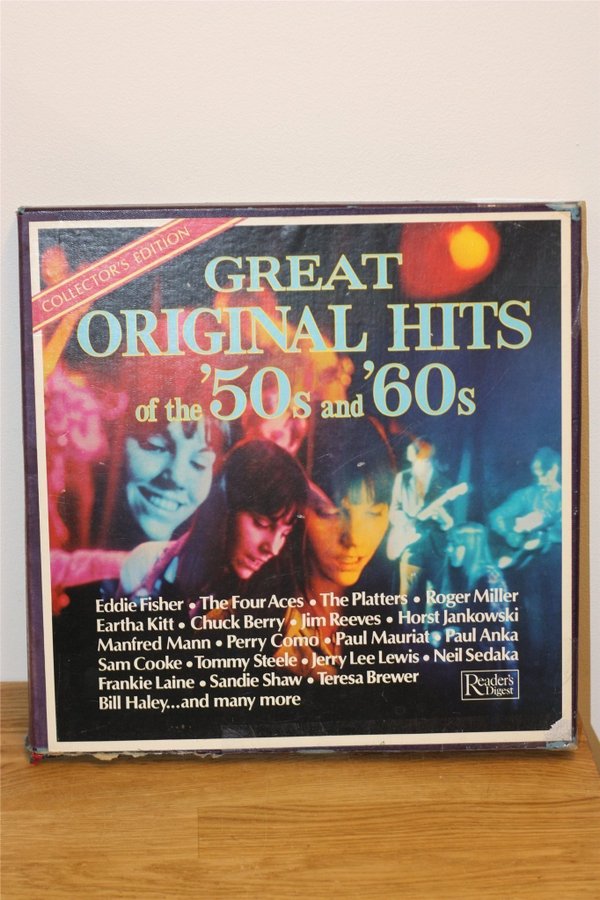 COLLECTOR'S EDITION
GREAT
ORIGINAL HITS
of the '50s and '60s
Eddie Fisher • The Four Aces • The Platters • Roger Miller
Eartha Kitt • Chuck Berry • Jim Reeves • Horst Jankowski
Manfred Mann • Perry Como • Paul Mauriat • Paul Anka
Sam Cooke • Tommy Steele • Jerry Lee Lewis • Neil Sedaka
Frankie Laine • Sandie Shaw • Teresa Brewer
Bill Haley...and many more
Reader's
Digest